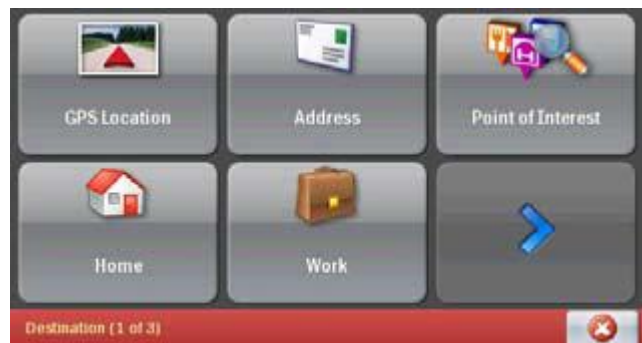 GPS Location
Address
Point of Interest
Home
Work
Destination (1 of 3)